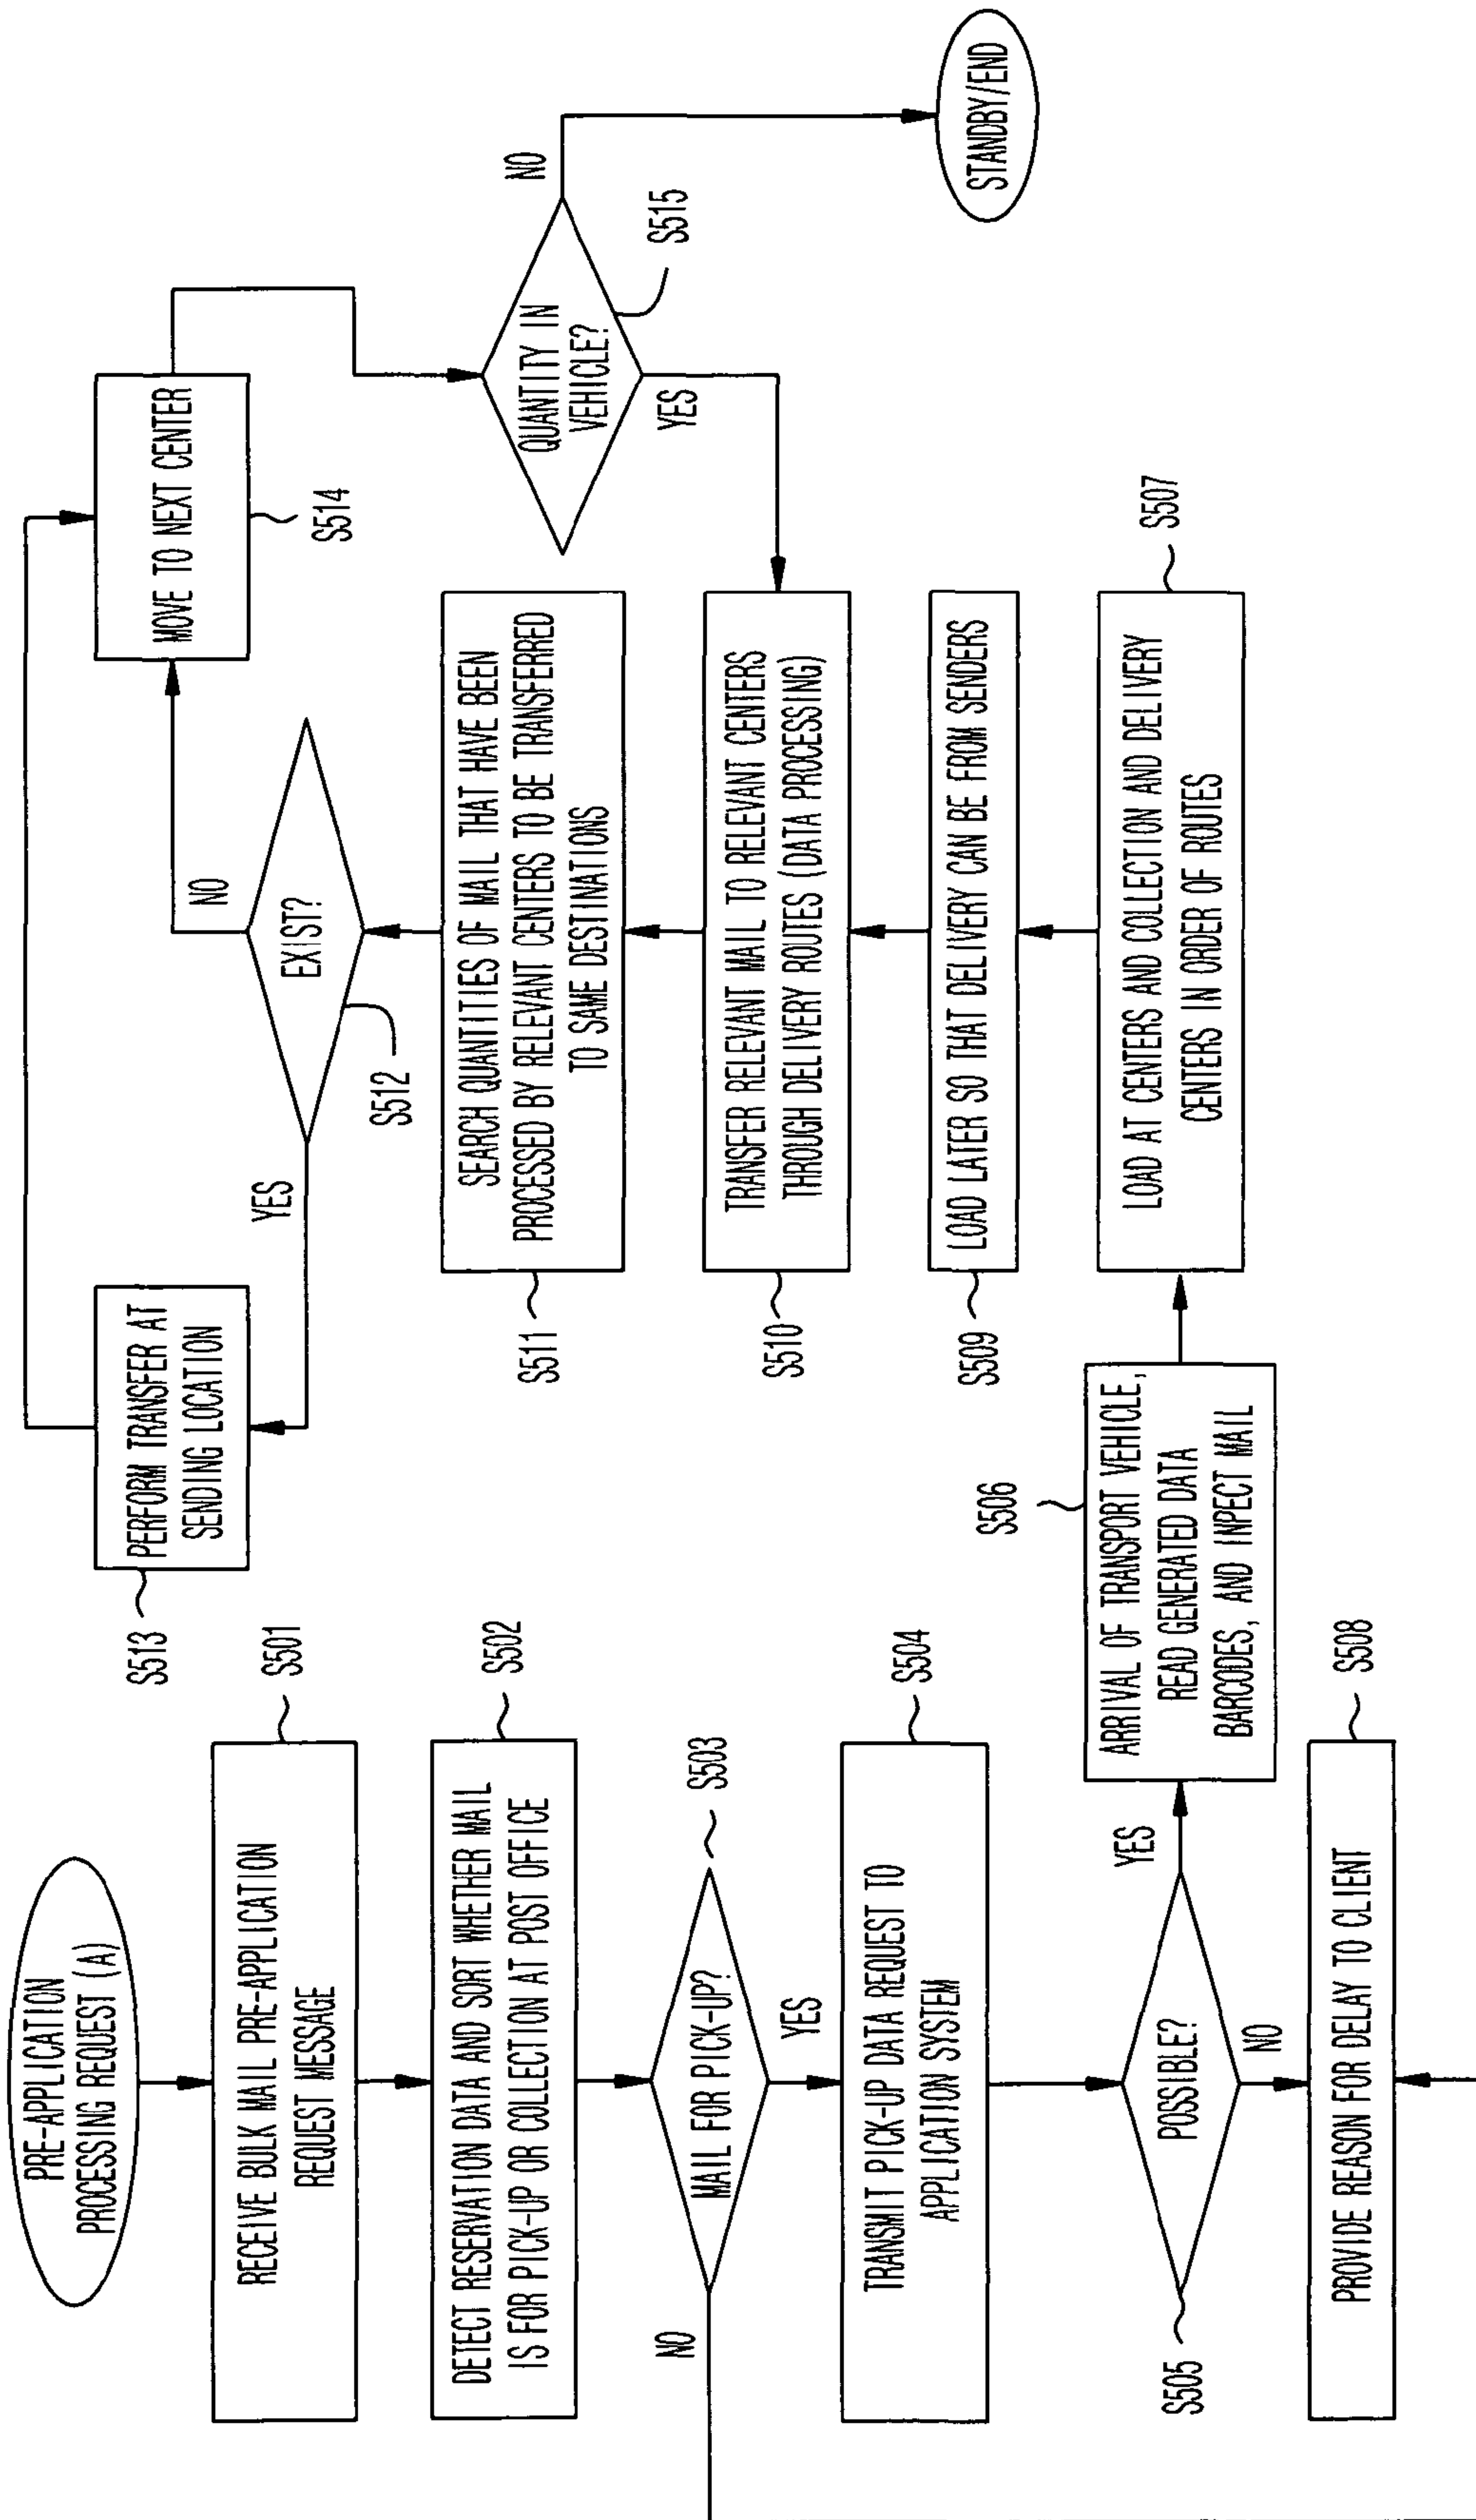 PRE-APPLICATION
PROCESSING REQUEST (A)
RECEIVE BULK MAIL PRE-APPLICATION
REQUEST MESSAGE
S501
DETECT RESERVATION DATA AND SORT WHETHER MAIL
IS FOR PICK-UP OR COLLECTION AT POST OFFICE
S502
MAIL FOR PICK-UP?
S503
NO
YES
TRANSMIT PICK-UP DATA REQUEST TO
APPLICATION SYSTEM
S504
POSSIBLE?
S505
YES
NO
ARRIVAL OF TRANSPORT VEHICLE,
READ GENERATED DATA
BARCODES, AND INPECT MAIL
S506
PROVIDE REASON FOR DELAY TO CLIENT
S508
LOAD AT CENTERS AND COLLECTION AND DELIVERY
CENTERS IN ORDER OF ROUTES
S507
LOAD LATER SO THAT DELIVERY CAN BE FROM SENDERS
S509
TRANSFER RELEVANT MAIL TO RELEVANT CENTERS
THROUGH DELIVERY ROUTES (DATA PROCESSING)
S510
SEARCH QUANTITIES OF MAIL THAT HAVE BEEN
PROCESSED BY RELEVANT CENTERS TO BE TRANSFERRED
TO SAME DESTINATIONS
S511
EXIST?
S512
YES
NO
PERFORM TRANSFER AT
SENDING LOCATION
S513
MOVE TO NEXT CENTER
S514
QUANTITY IN
VEHICLE?
S515
YES
NO
STANDBY/END